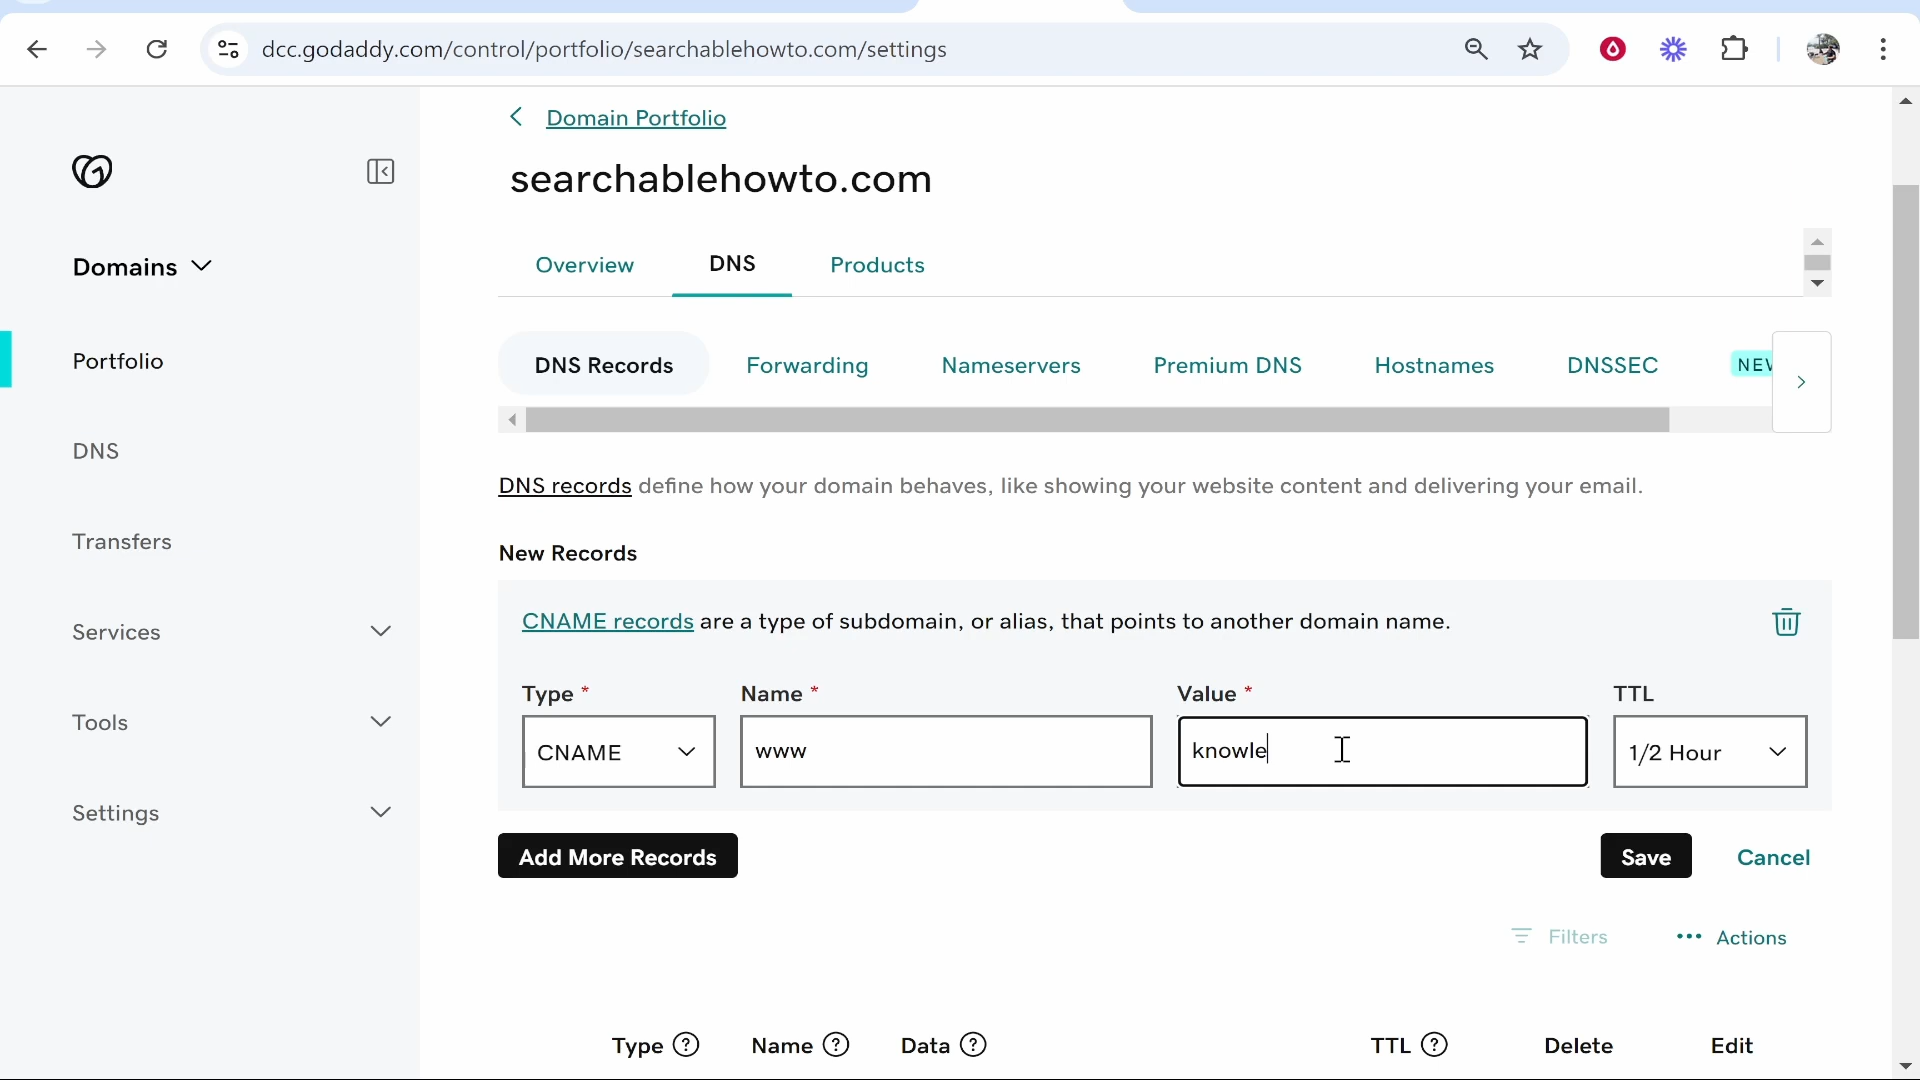 dcc.godaddy.com/control/portfolio/searchablehowto.com/settings
Domain Portfolio
searchablehowto.com
Domains
Overview
DNS
Products
Portfolio
DNS Records
Forwarding
Nameservers
Premium DNS
Hostnames
DNSSEC
NEW
DNS
DNS records define how your domain behaves, like showing your website content and delivering your email.
Transfers
New Records
Services
CNAME records are a type of subdomain, or alias, that points to another domain name.
Type *
Name *
Value *
TTL
Tools
CNAME
www
knowle
1/2 Hour
Settings
Add More Records
Save
Cancel
Filters
Actions
Type
Name
Data
TTL
Delete
Edit